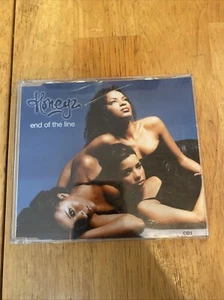 Honeyz
end of the line
CD1